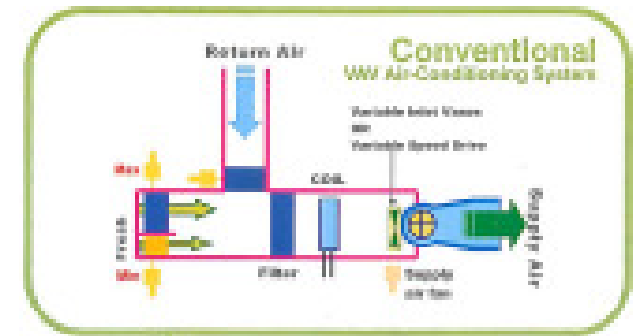 Return Air
Conventional
VAV Air-Conditioning System
Variable Inlet Vanes
Variable Speed Drive
Max
COIL
Fresh
Supply Air
Min
Filter
Supply
air fan